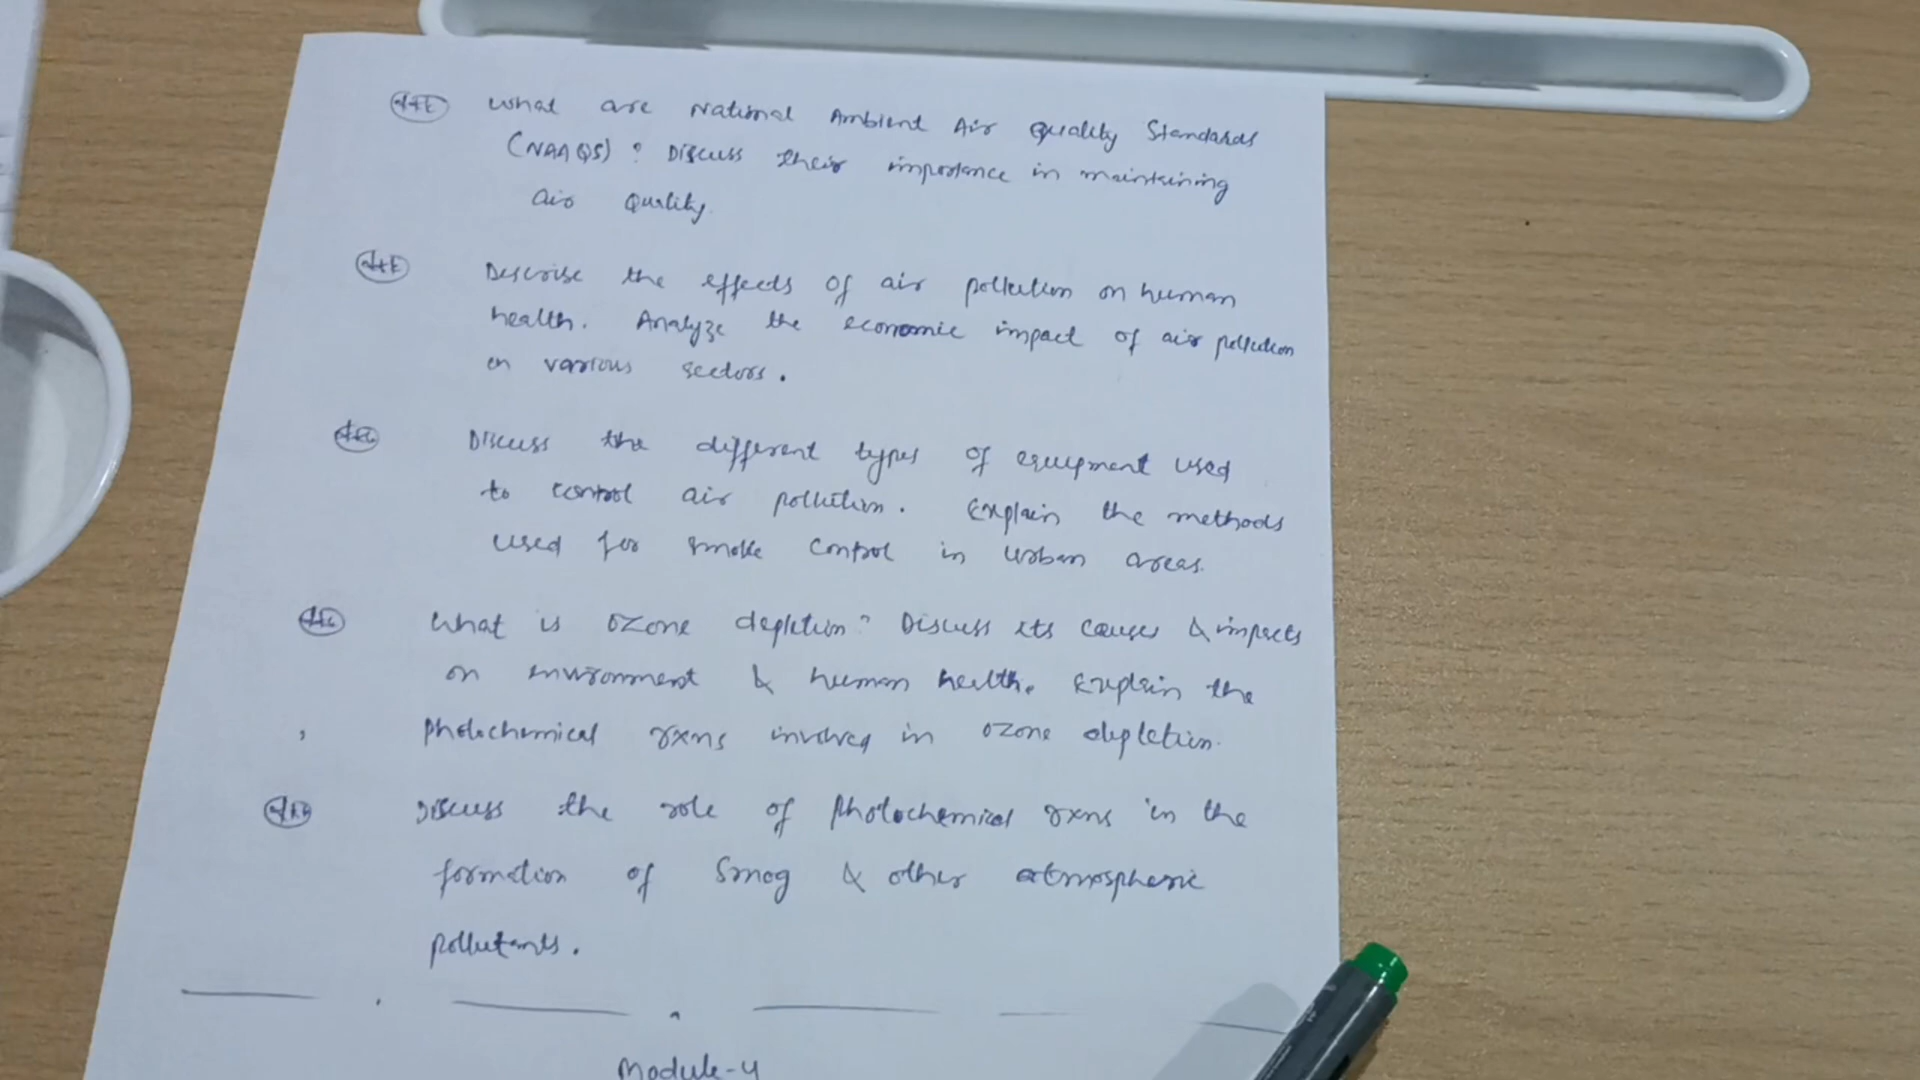 What are National Ambient Air Quality Standards
(NAAQS)? Discuss their importance in maintaining
air Quality.
Describe the effects of air pollution on human
health. Analyze the economic impact of air pollution
on various sectors.
Discuss the different types of equipment used
to control air pollution. Explain the methods
used for smoke control in urban areas.
What is ozone depletion? Discuss its causes & impacts
on environment & human health. Explain the
photochemical rxns involved in ozone depletion.
Discuss the role of photochemical rxns in the
formation of Smog & other atmospheric
pollutants.
Module-4